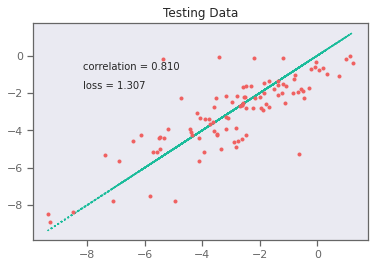 Testing Data
correlation = 0.810
loss = 1.307
0
−2
−4
−6
−8
−8 −6 −4 −2 0